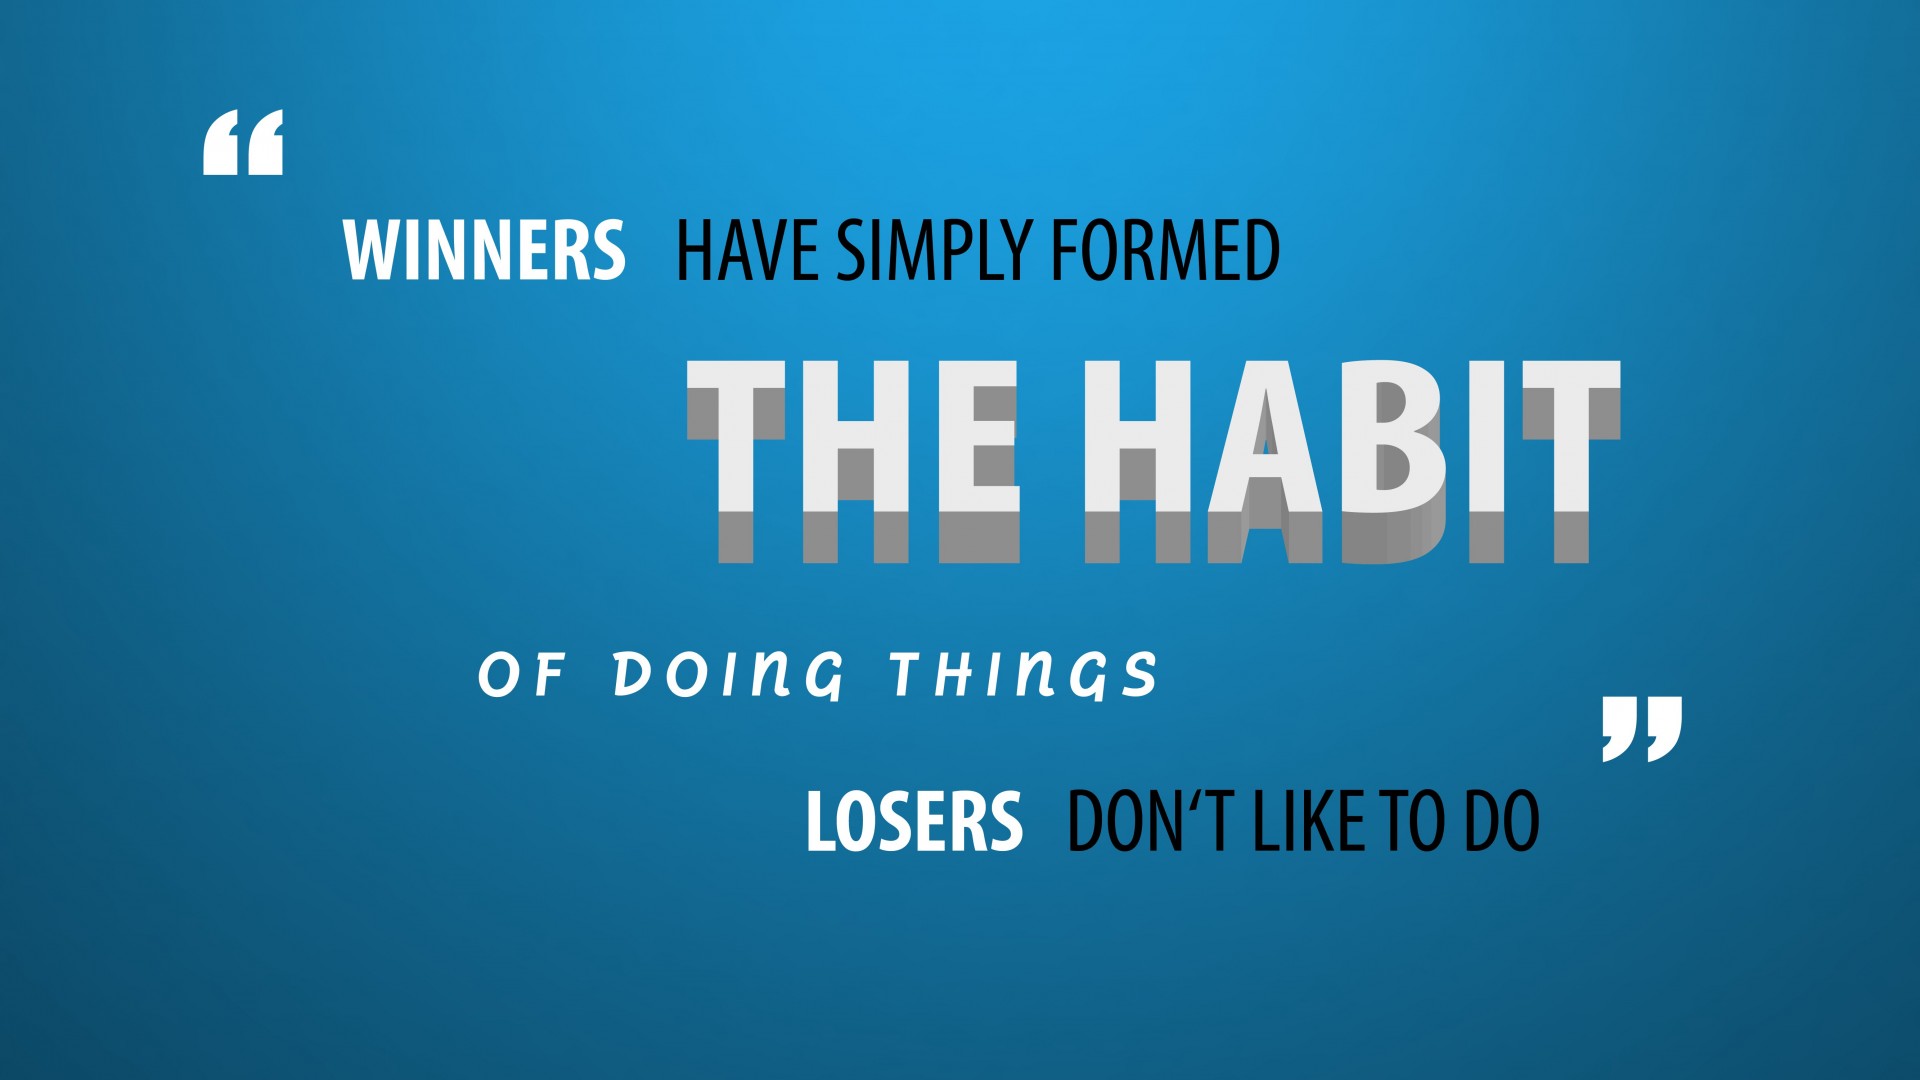 “
WINNERS HAVE SIMPLY FORMED
THE HABIT
OF DOING THINGS
LOSERS DON‘T LIKE TO DO
”